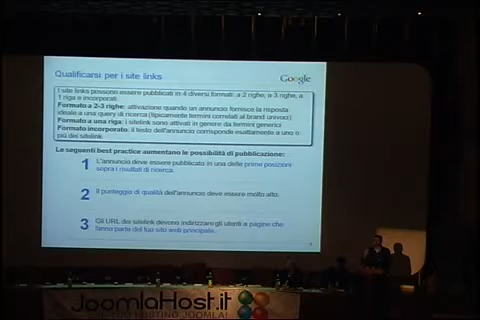 Qualificarsi per i site links
Google
I site links possono essere pubblicati in 4 diversi formati: a 2 righe, a 3 righe, a
1 riga e incorporati.
Formato a 2-3 righe: attivazione quando un annuncio fornisce la risposta
ideale a una query di ricerca (tipicamente termini correlati al brand univoci)
Formato a una riga: i sitelink sono attivati in genere da termini generici
Formato incorporato: il testo dell'annuncio corrisponde esattamente a uno o
più dei sitelink.
Le seguenti best practice aumentano le possibilità di pubblicazione:
1 L'annuncio deve essere pubblicato in una delle prime posizioni
sopra i risultati di ricerca.
2 Il punteggio di qualità dell'annuncio deve essere molto alto.
3 Gli URL dei sitelink devono indirizzare gli utenti a pagine che
fanno parte del tuo sito web principale.
JoomlaHost.it
HOSTING JOOMLA!